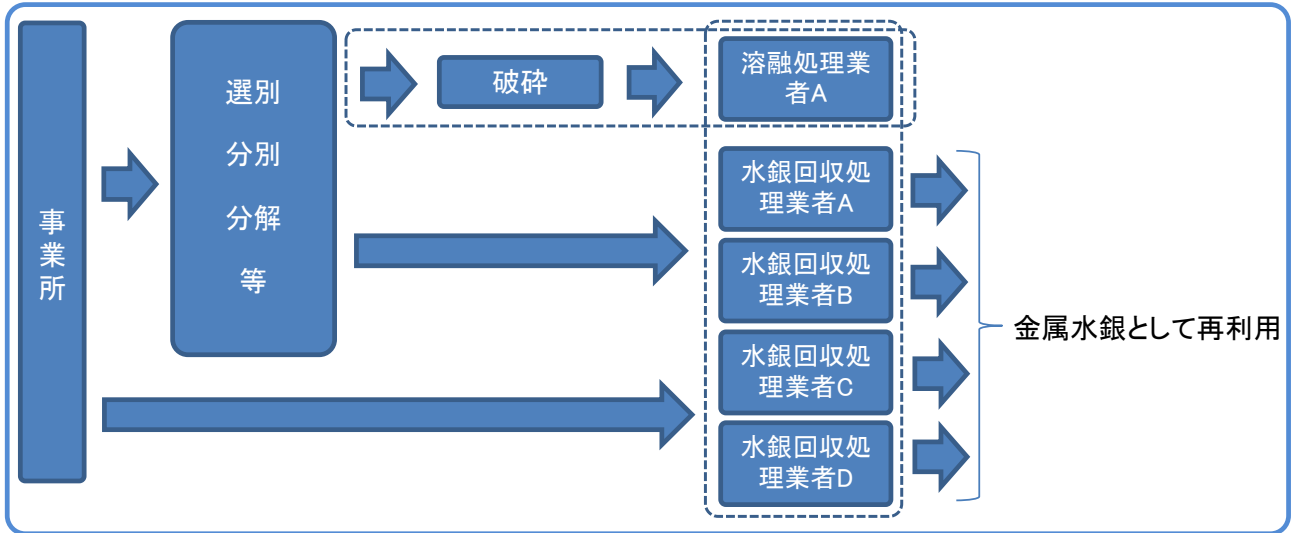 事業所
選別
分別
分解
等
破砕
溶融処理業
者A
水銀回収処
理業者A
水銀回収処
理業者B
水銀回収処
理業者C
水銀回収処
理業者D
金属水銀として再利用